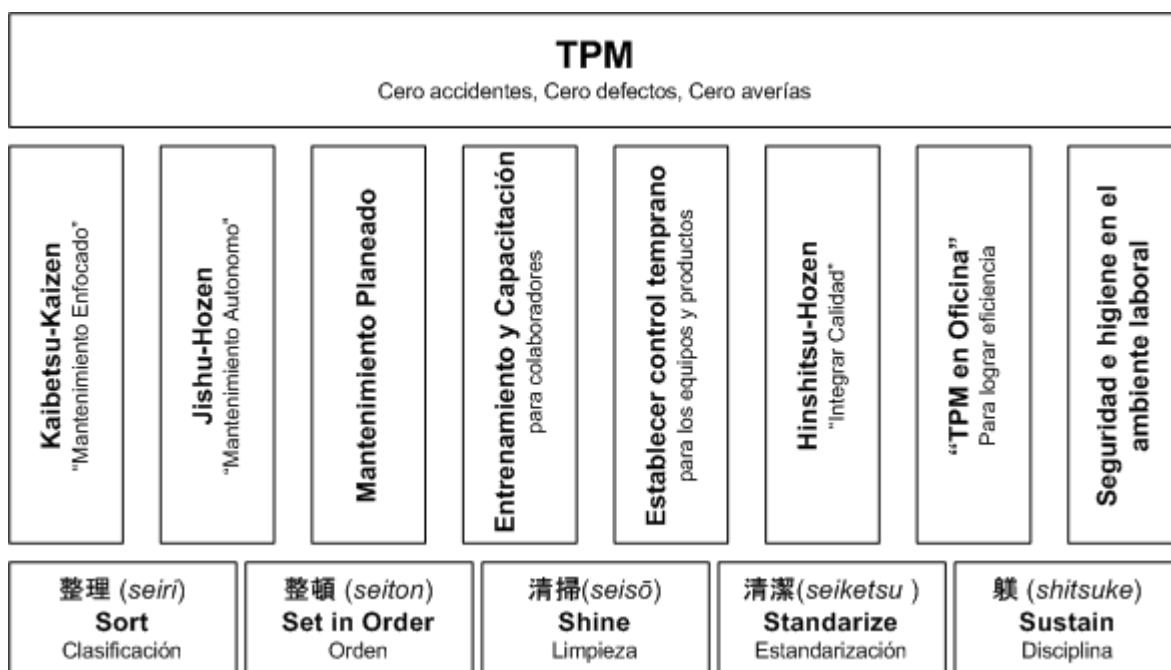 TPM
Cero accidentes, Cero defectos, Cero averías
Kaibetsu-Kaizen
"Mantenimiento Enfocado"
Jishu-Hozen
"Mantenimiento Autonomo"
Mantenimiento Planeado
Entrenamiento y Capacitación
para colaboradores
Establecer control temprano
para los equipos y productos
Hinshitsu-Hozen
"Integrar Calidad"
“TPM en Oficina”
Para lograr eficiencia
Seguridad e higiene en el
ambiente laboral
整理 (seiri)
Sort
Clasificación
整頓 (seiton)
Set in Order
Orden
清掃(seisō)
Shine
Limpieza
清潔(seiketsu )
Standarize
Estandarización
躾 (shitsuke)
Sustain
Disciplina